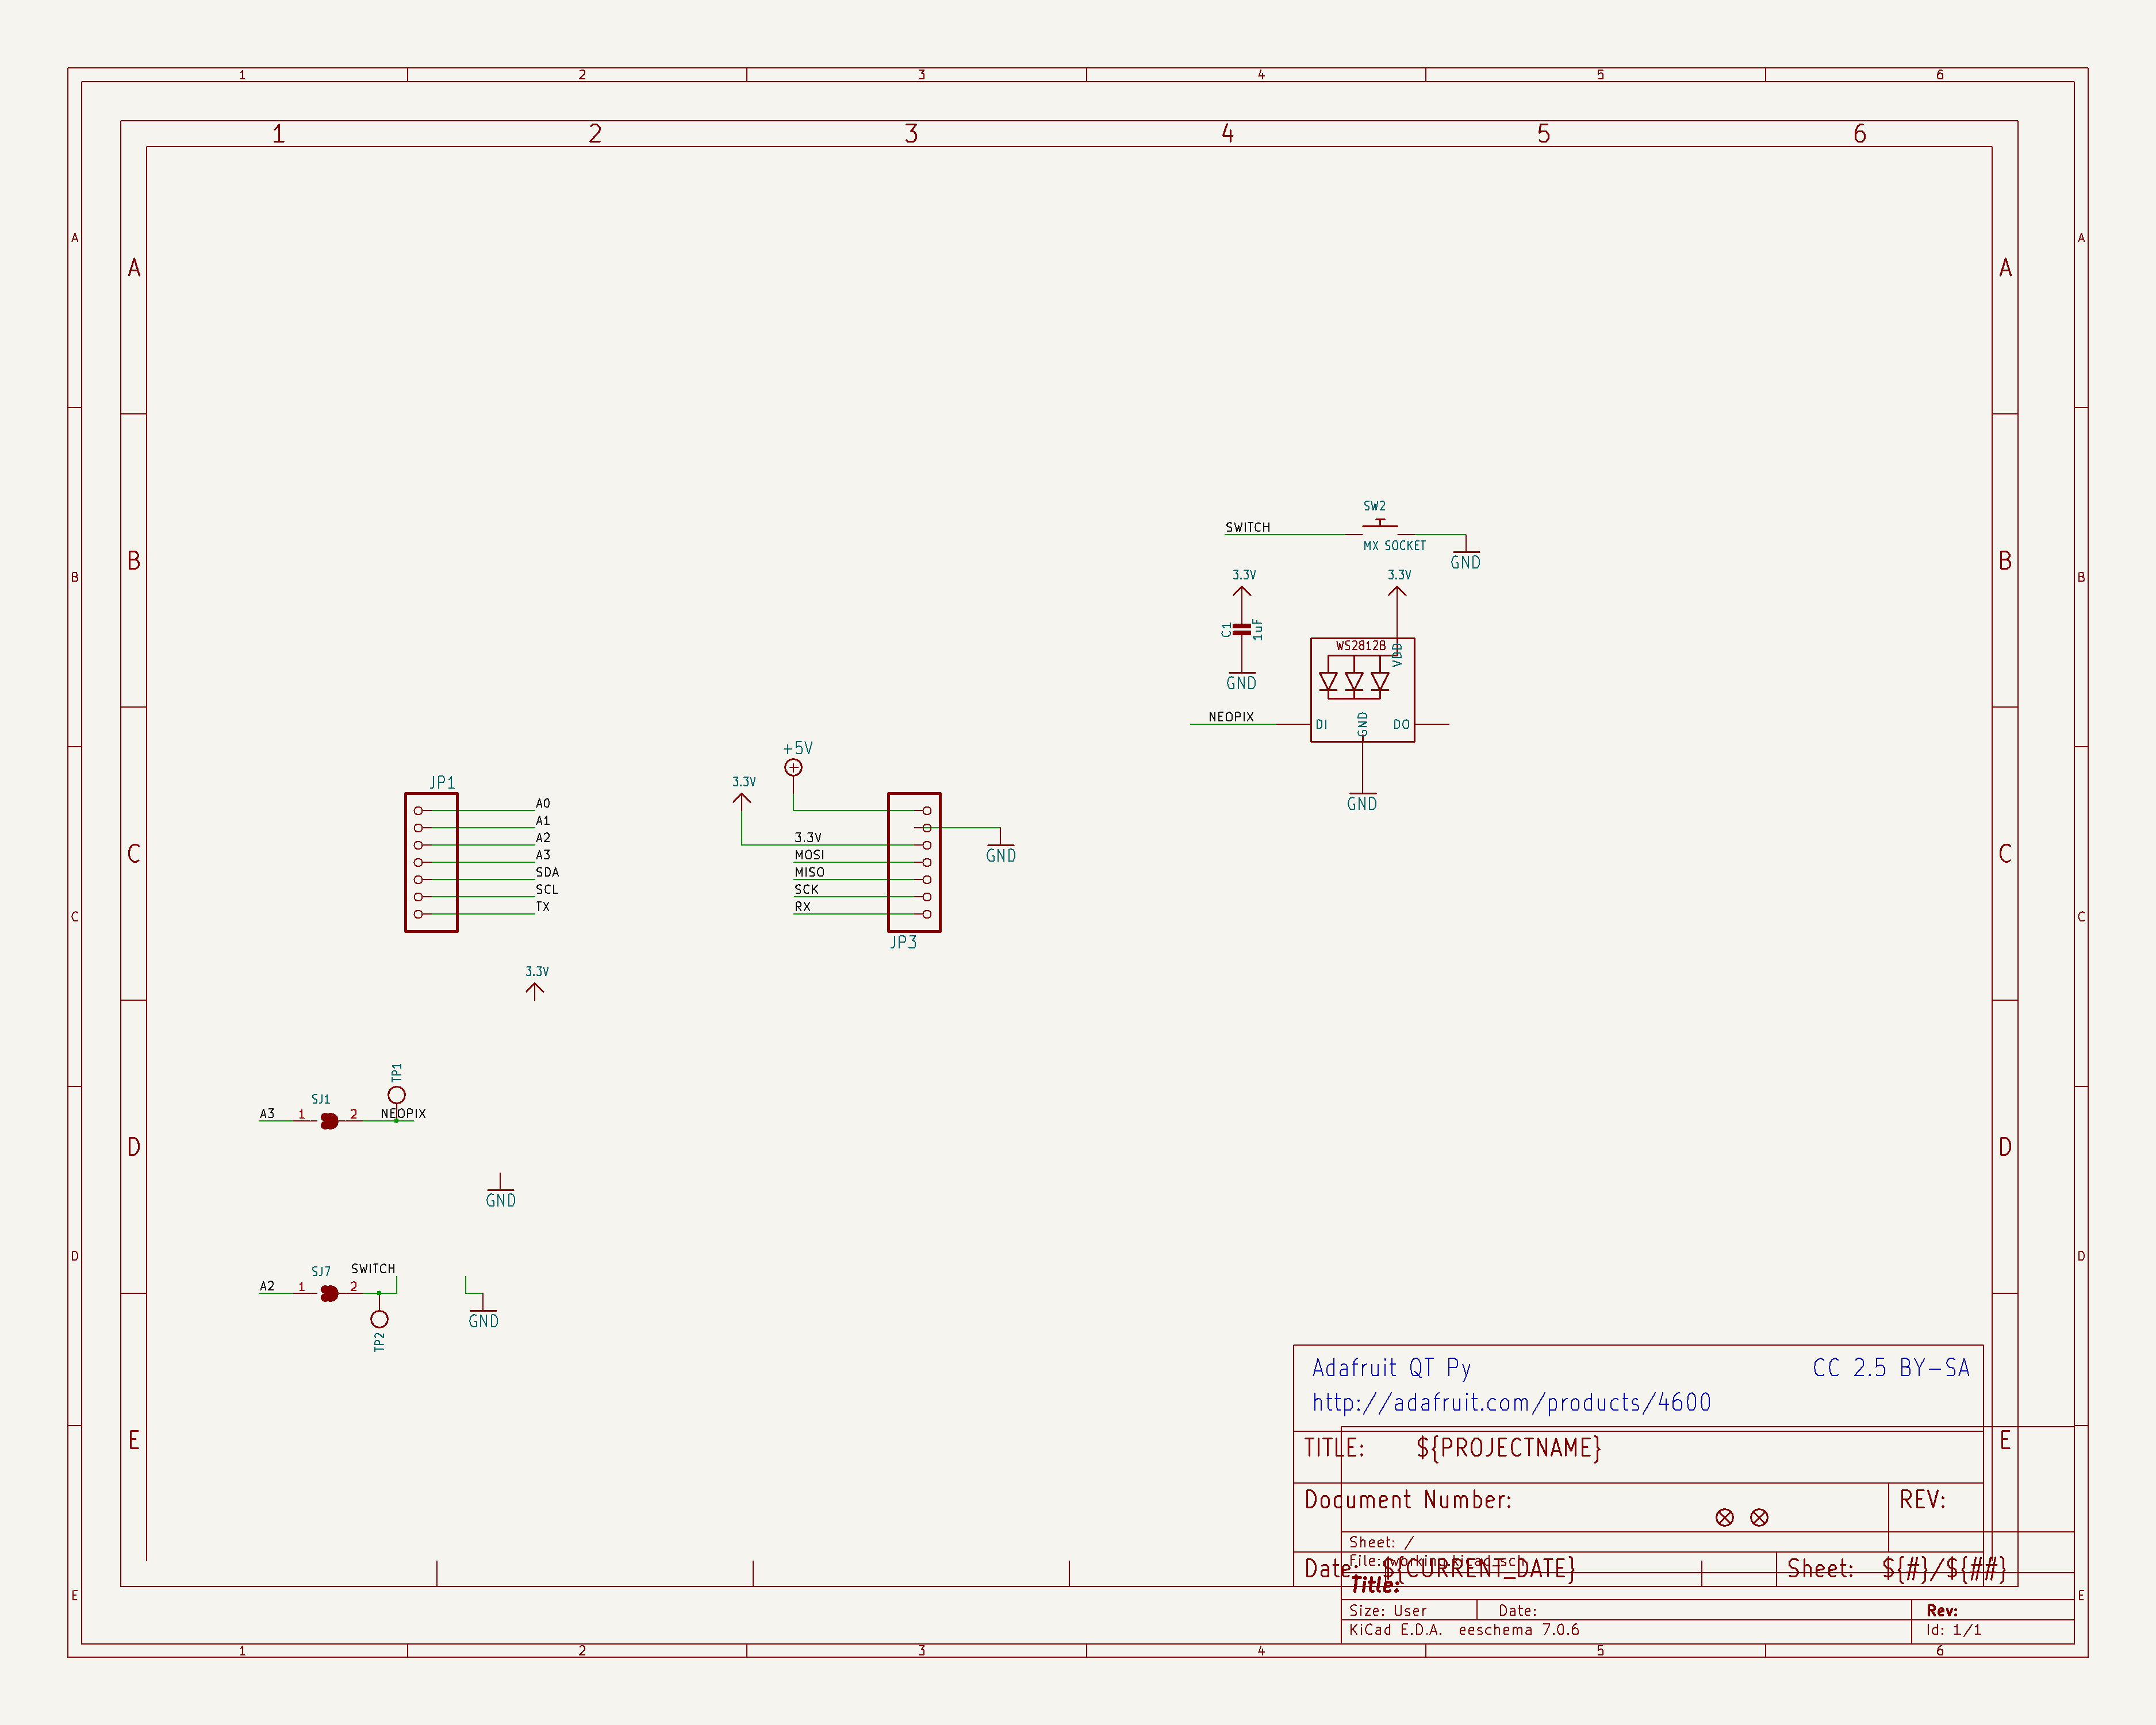 1 2 3 4 5 6
1 2 3 4 5 6
A A
A A
SW2
SWITCH
MX SOCKET
GND
B B
B B
3.3V 3.3V
C1 1uF
WS2812B
VDD
GND
NEOPIX
DI GND DO
GND
+5V
3.3V
JP1
A0
A1
A2
A3
SDA
SCL
TX
3.3V
MOSI
MISO
SCK
RX
GND
JP3
C C
C C
3.3V
TP1
SJ1
A3 1 2 NEOPIX
D D
GND
D D
SJ7
SWITCH
A2 1 2
GND
TP2
Adafruit QT Py CC 2.5 BY-SA
http://adafruit.com/products/4600
E E
TITLE: ${PROJECTNAME}
Document Number: REV:
Sheet: /
File: working.kicad_sch
Date: ${CURRENT_DATE} Sheet: ${#}/${##}
Title:
E E
Size: User Date: Rev:
KiCad E.D.A. eeschema 7.0.6 Id: 1/1
1 2 3 4 5 6